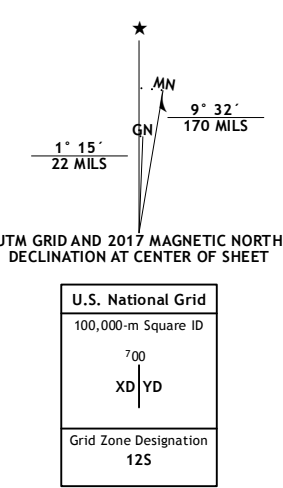 ★
MN
9° 32´
170 MILS
GN
1° 15´
22 MILS
UTM GRID AND 2017 MAGNETIC NORTH
DECLINATION AT CENTER OF SHEET
U.S. National Grid
100,000-m Square ID
⁷00
XD YD
Grid Zone Designation
12S